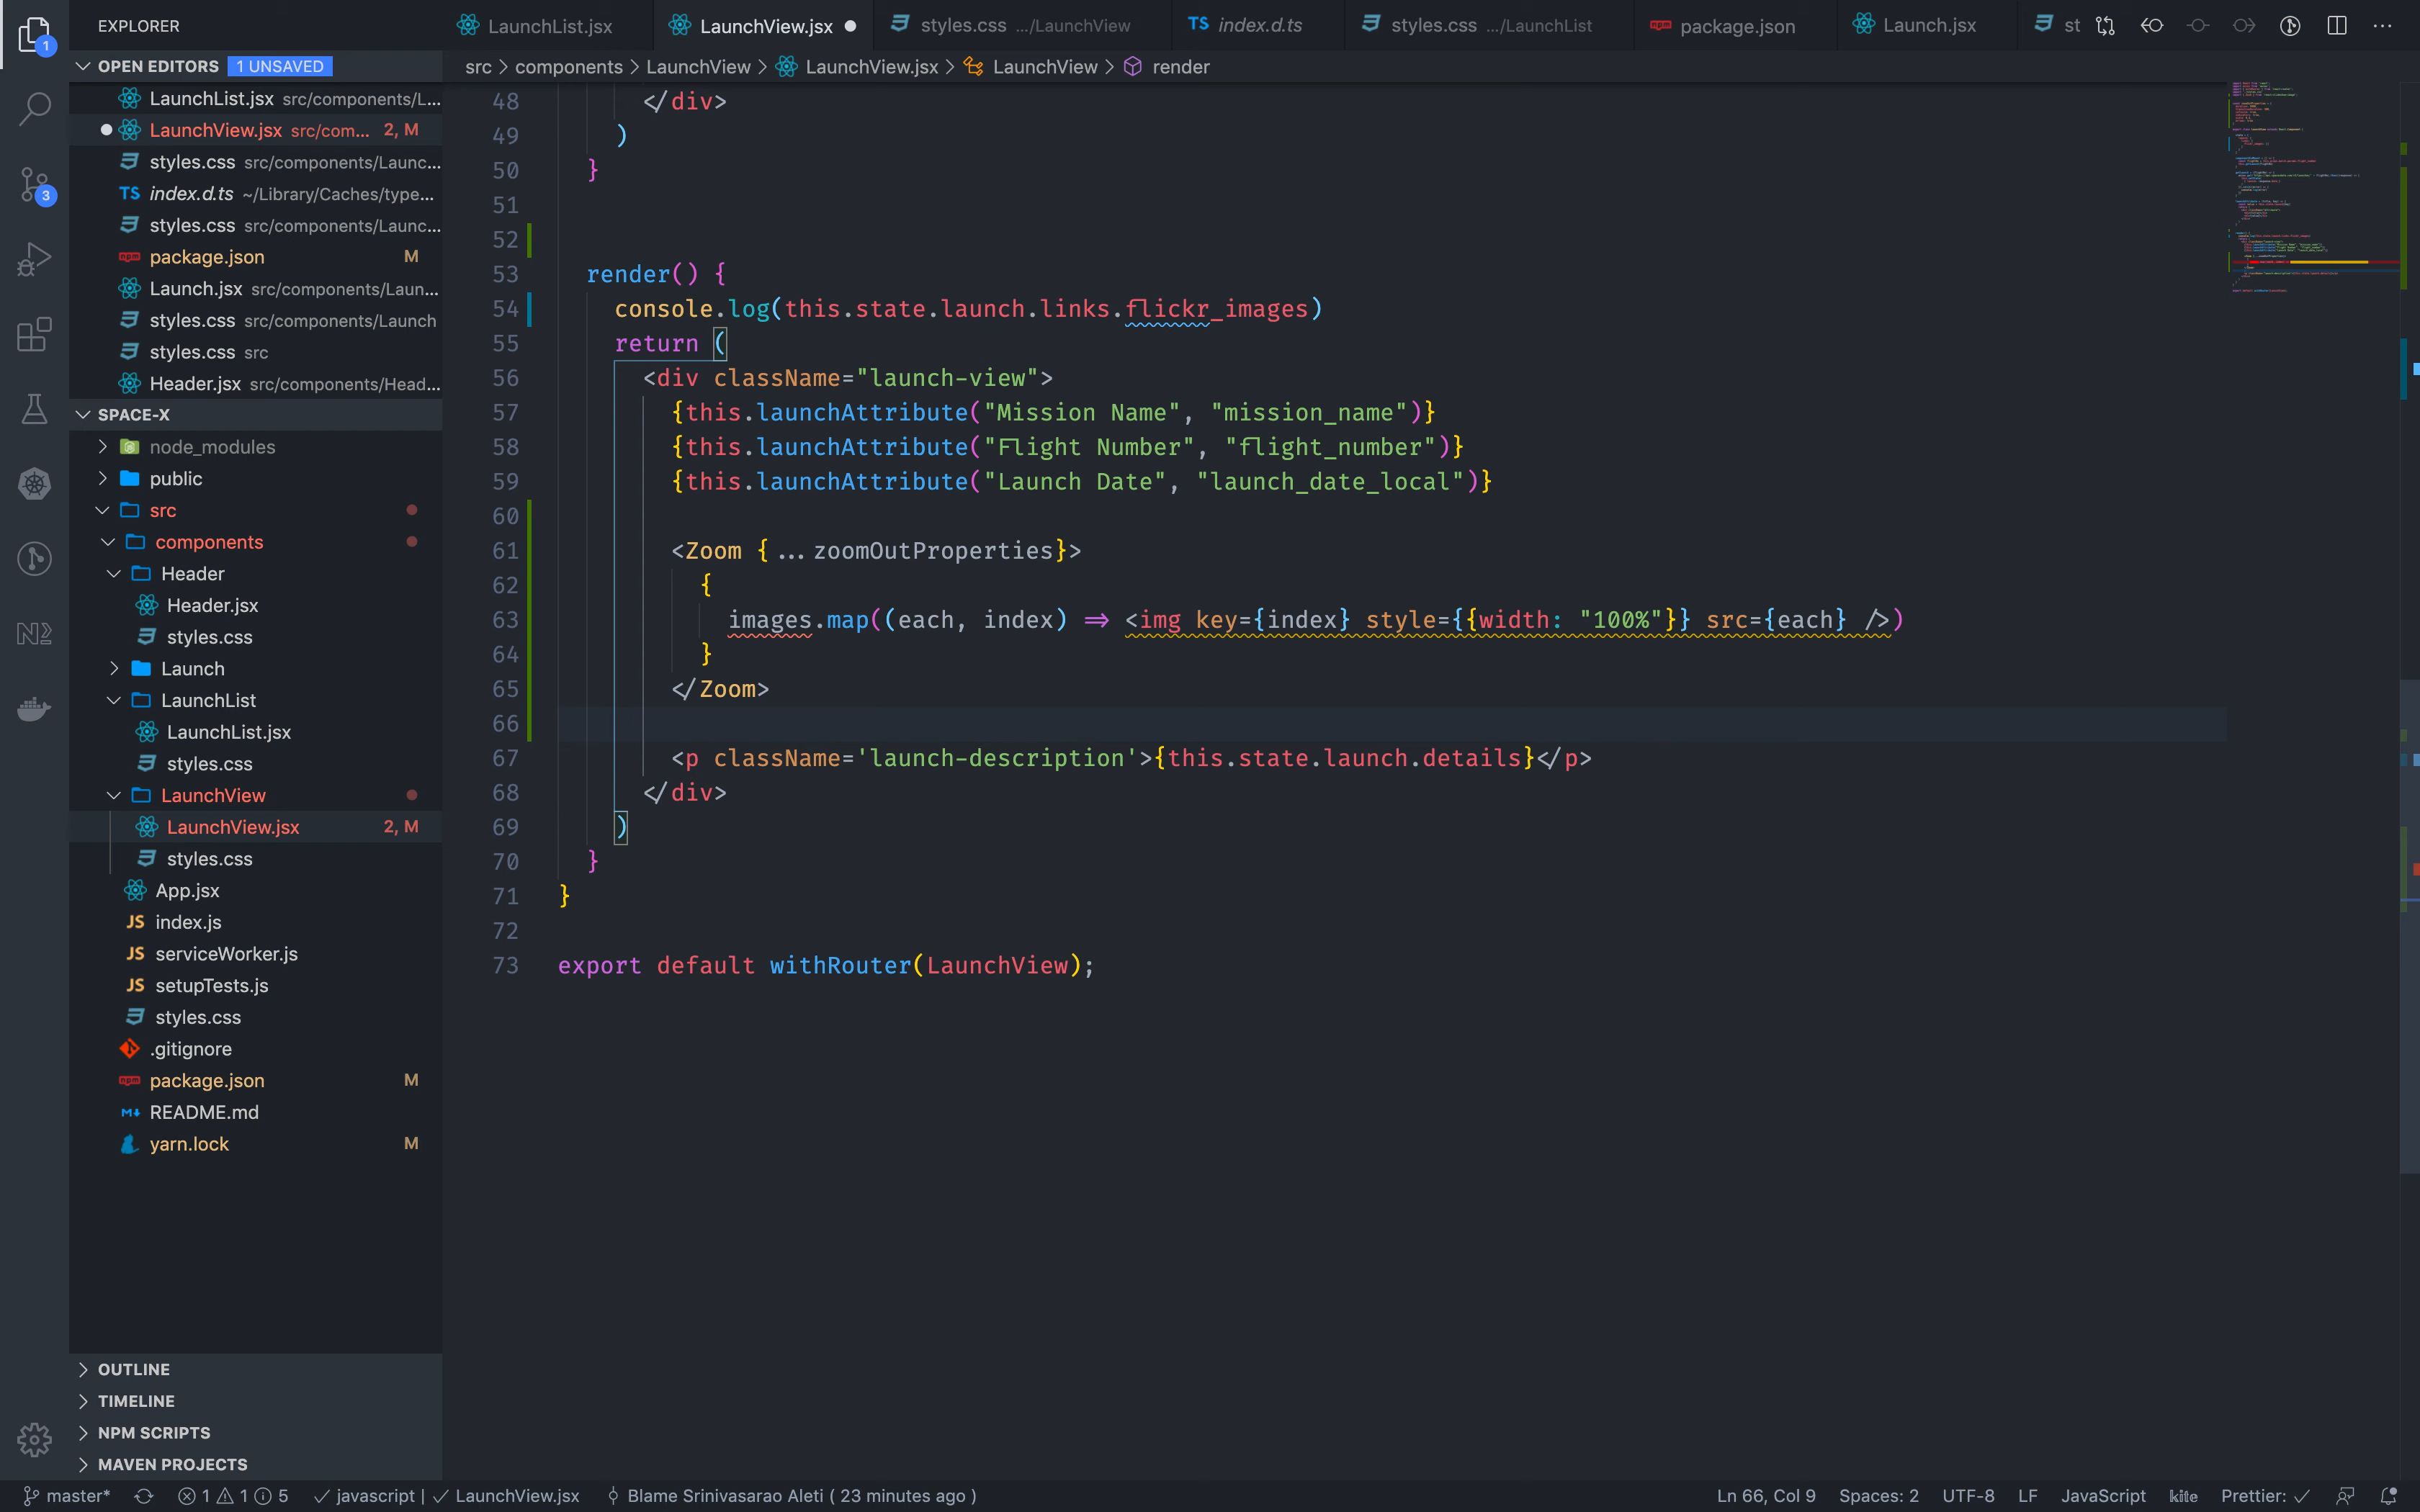 EXPLORER
LaunchList.jsx
LaunchView.jsx
styles.css .../LaunchView
TS index.d.ts
styles.css .../LaunchList
package.json
Launch.jsx
st
OPEN EDITORS 1 UNSAVED
src > components > LaunchView > LaunchView.jsx > LaunchView > render
LaunchList.jsx src/components/L...
LaunchView.jsx src/com... 2, M
styles.css src/components/Launc...
TS index.d.ts ~/Library/Caches/type...
styles.css src/components/Launc...
package.json M
Launch.jsx src/components/Laun...
styles.css src/components/Launch
styles.css src
Header.jsx src/components/Head...
SPACE-X
node_modules
public
src
components
Header
Header.jsx
styles.css
Launch
LaunchList
LaunchList.jsx
styles.css
LaunchView
LaunchView.jsx 2, M
styles.css
App.jsx
JS index.js
JS serviceWorker.js
JS setupTests.js
styles.css
.gitignore
package.json M
README.md
yarn.lock M
OUTLINE
TIMELINE
NPM SCRIPTS
MAVEN PROJECTS
1
3
48 </div>
49 )
50 }
51
52
53 render() {
54 console.log(this.state.launch.links.flickr_images)
55 return (
56 <div className="launch-view">
57 {this.launchAttribute("Mission Name", "mission_name")}
58 {this.launchAttribute("Flight Number", "flight_number")}
59 {this.launchAttribute("Launch Date", "launch_date_local")}
60
61 <Zoom {...zoomOutProperties}>
62 {
63 images.map((each, index) => <img key={index} style={{width: "100%"}} src={each} />)
64 }
65 </Zoom>
66
67 <p className='launch-description'>{this.state.launch.details}</p>
68 </div>
69 )
70 }
71 }
72
73 export default withRouter(LaunchView);
master* 1 1 5 ✓ javascript | ✓ LaunchView.jsx Blame Srinivasarao Aleti ( 23 minutes ago ) Ln 66, Col 9 Spaces: 2 UTF-8 LF JavaScript kite Prettier: ✓